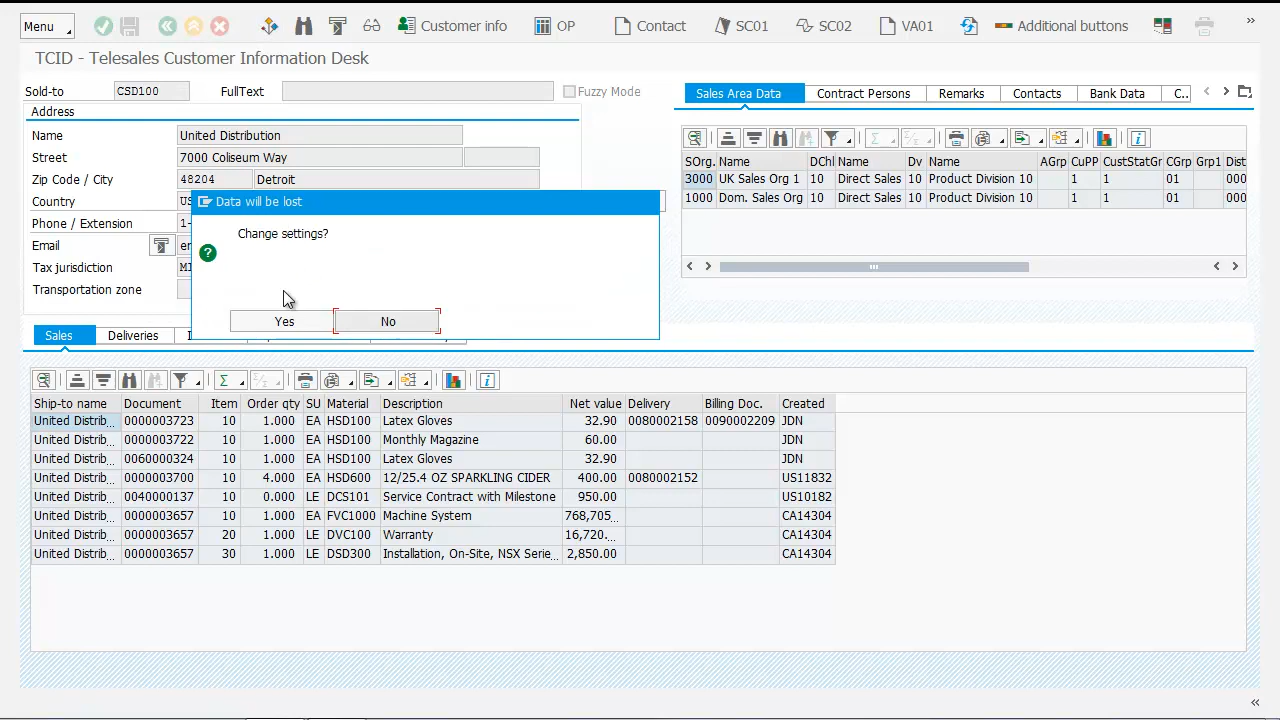 Menu Customer info OP Contact SC01 SC02 VA01 Additional buttons
TCID - Telesales Customer Information Desk
Sold-to CSD100 FullText Fuzzy Mode
Address
Name United Distribution
Street 7000 Coliseum Way
Zip Code / City 48204 Detroit
Country
Phone / Extension 1-
Email
Tax jurisdiction
Transportation zone
Data will be lost
Change settings?
Yes No
Sales Area Data Contract Persons Remarks Contacts Bank Data C..
SOrg. Name DChl Name Dv Name AGrp CuPP CustStatGr CGrp Grp1 Dist
3000 UK Sales Org 1 10 Direct Sales 10 Product Division 10 1 1 01 000
1000 Dom. Sales Org 10 Direct Sales 10 Product Division 10 1 1 01 000
Sales Deliveries
Ship-to name Document Item Order qty SU Material Description Net value Delivery Billing Doc. Created
United Distrib... 0000003723 10 1.000 EA HSD100 Latex Gloves 32.90 0080002158 0090002209 JDN
United Distrib... 0000003722 10 1.000 EA HSD100 Monthly Magazine 60.00 JDN
United Distrib... 0060000324 10 1.000 EA HSD100 Latex Gloves 32.90 JDN
United Distrib... 0000003700 10 4.000 EA HSD600 12/25.4 OZ SPARKLING CIDER 400.00 0080002152 US11832
United Distrib... 0040000137 10 0.000 LE DCS101 Service Contract with Milestone 950.00 US10182
United Distrib... 0000003657 10 1.000 EA FVC1000 Machine System 768,705... CA14304
United Distrib... 0000003657 20 1.000 LE DVC100 Warranty 16,720.... CA14304
United Distrib... 0000003657 30 1.000 LE DSD300 Installation, On-Site, NSX Serie... 2,850.00 CA14304